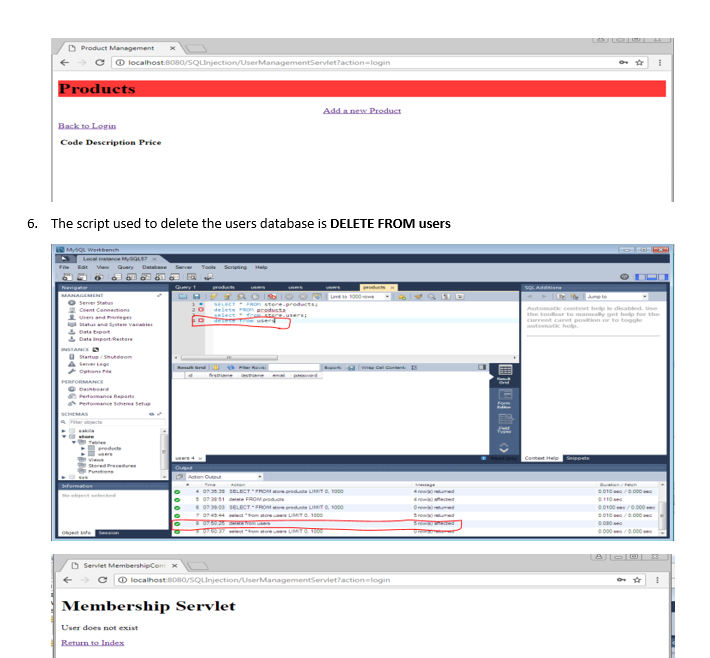 Product Management
localhost:8080/SQLInjection/UserManagementServlet?action=login
Products
Add a new Product
Back to Login
Code Description Price
6. The script used to delete the users database is DELETE FROM users
MySQL Workbench
Local instance MySQL57
File Edit View Query Database Server Tools Scripting Help
Navigator
MANAGEMENT
Server Status
Client Connections
Users and Privileges
Status and System Variables
Data Export
Data Import/Restore
INSTANCE
Startup / Shutdown
Server Logs
Options File
PERFORMANCE
Dashboard
Performance Reports
Performance Schema Setup
SCHEMAS
Filter objects
sakila
store
Tables
products
users
Views
Stored Procedures
Functions
sys
Information
No object selected
Object Info Session
Query 1 products users users users products
Limit to 1000 rows
1 SELECT * FROM store.products;
2 delete FROM products
3 select * from store.users;
4 delete from users
Result Grid Filter Rows: Export: Wrap Cell Content:
id firstname lastname email password
Result Grid
Form Editor
Field Types
users 4
Output
Action Output
# Time Action Message Duration / Fetch
4 07:35:39 SELECT * FROM store.products LIMIT 0, 1000 4 row(s) returned 0.010 sec / 0.000 sec
5 07:38:51 delete FROM products 4 row(s) affected 0.110 sec
6 07:39:03 SELECT * FROM store.products LIMIT 0, 1000 0 row(s) returned 0.0100 sec / 0.000 sec
7 07:45:44 select * from store.users LIMIT 0, 1000 5 row(s) returned 0.010 sec / 0.000 sec
8 07:50:25 delete from users 5 row(s) affected 0.080 sec
9 07:50:37 select * from store.users LIMIT 0, 1000 0 row(s) returned 0.000 sec / 0.000 sec
SQL Additions
Jump to
Automatic context help is disabled. Use
the toolbar to manually get help for the
current caret position or to toggle
automatic help.
Context Help Snippets
Servlet MembershipCont
localhost:8080/SQLInjection/UserManagementServlet?action=login
Membership Servlet
User does not exist
Return to Index